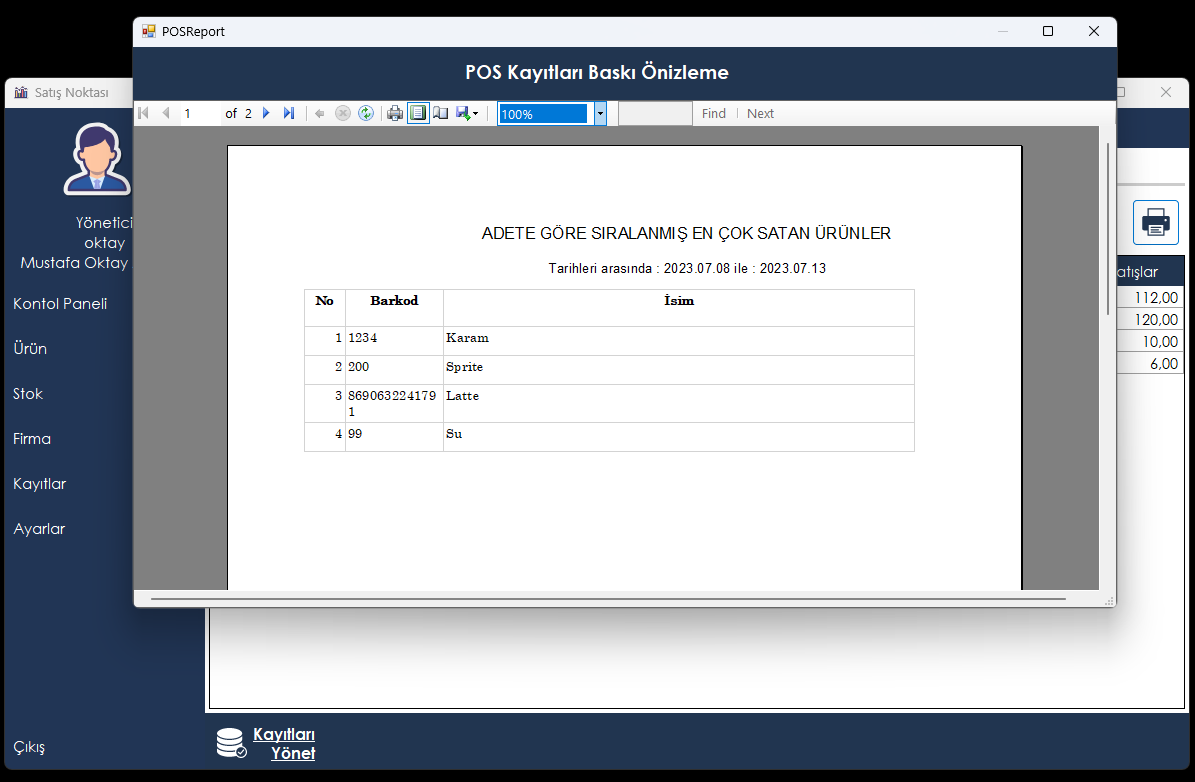 POSReport
POS Kayıtları Baskı Önizleme
Satış Noktası
1 of 2 100% Find Next
Yönetici
oktay
Mustafa Oktay
Kontol Paneli
Ürün
Stok
Firma
Kayıtlar
Ayarlar
Çıkış
ADETE GÖRE SIRALANMIŞ EN ÇOK SATAN ÜRÜNLER
Tarihleri arasında : 2023.07.08 ile : 2023.07.13
No Barkod İsim
1 1234 Karam
2 200 Sprite
3 869063224179 Latte
1
4 99 Su
atışlar
112,00
120,00
10,00
6,00
Kayıtları
Yönet